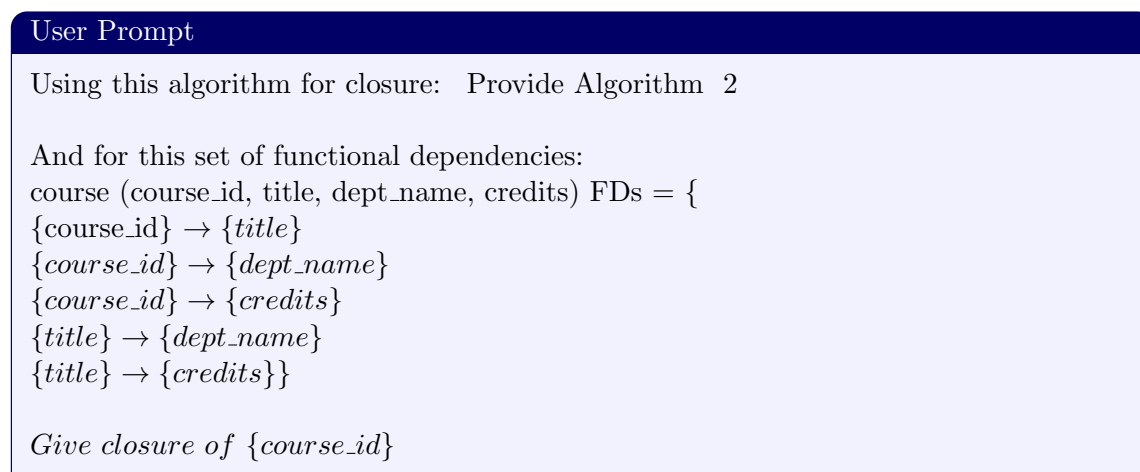 User Prompt
Using this algorithm for closure: Provide Algorithm 2
And for this set of functional dependencies:
course (course_id, title, dept_name, credits) FDs = {
{course_id} → {title}
{course_id} → {dept_name}
{course_id} → {credits}
{title} → {dept_name}
{title} → {credits}}
Give closure of {course_id}